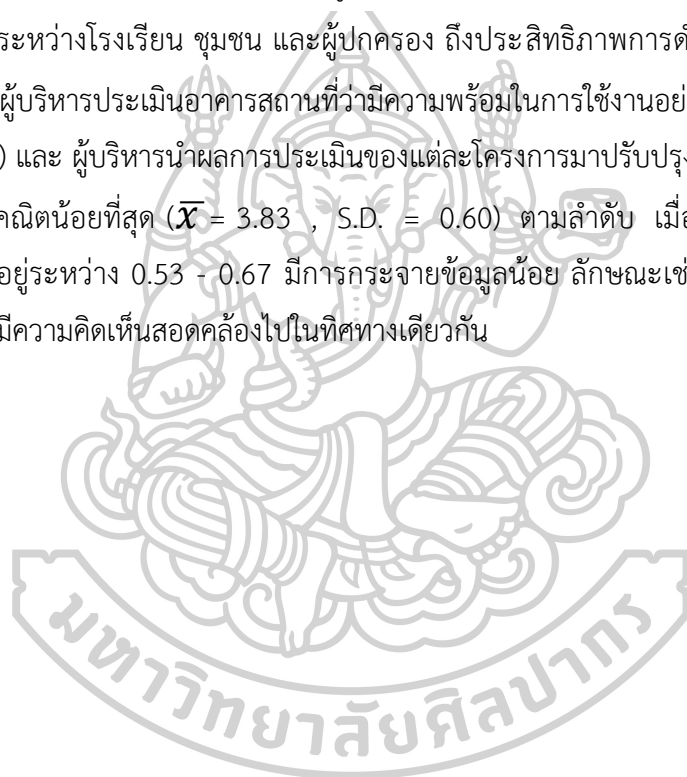 ระหว่างโรงเรียน ชุมชน และผู้ปกครอง ถึงประสิทธิภาพการดำ
ผู้บริหารประเมินอาคารสถานที่ว่ามีความพร้อมในการใช้งานอย่
) และ ผู้บริหารนำผลการประเมินของแต่ละโครงการมาปรับปรุง
คณิตน้อยที่สุด (x̄ = 3.83 , S.D. = 0.60) ตามลำดับ เมื่อ
อยู่ระหว่าง 0.53 - 0.67 มีการกระจายข้อมูลน้อย ลักษณะเช่
มีความคิดเห็นสอดคล้องไปในทิศทางเดียวกัน
มหาวิทยาลัยศิลปากร